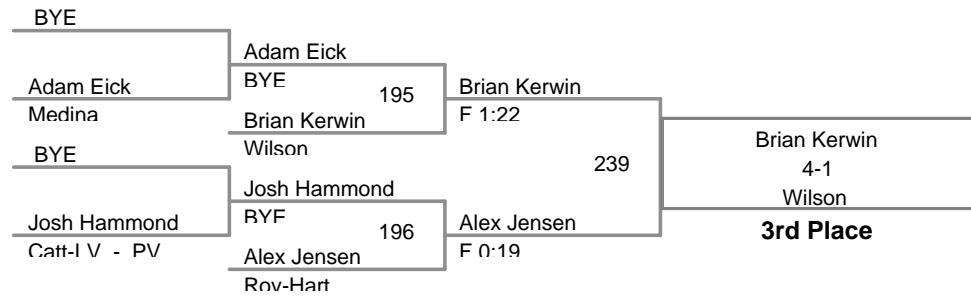 BYE
Adam Eick
Medina
BYE
Josh Hammond
Catt-LV - PV
Adam Eick
BYE
195
Brian Kerwin
Wilson
Josh Hammond
BYE
196
Alex Jensen
Roy-Hart
Brian Kerwin
F 1:22
239
Alex Jensen
F 0:19
Brian Kerwin
4-1
Wilson
3rd Place